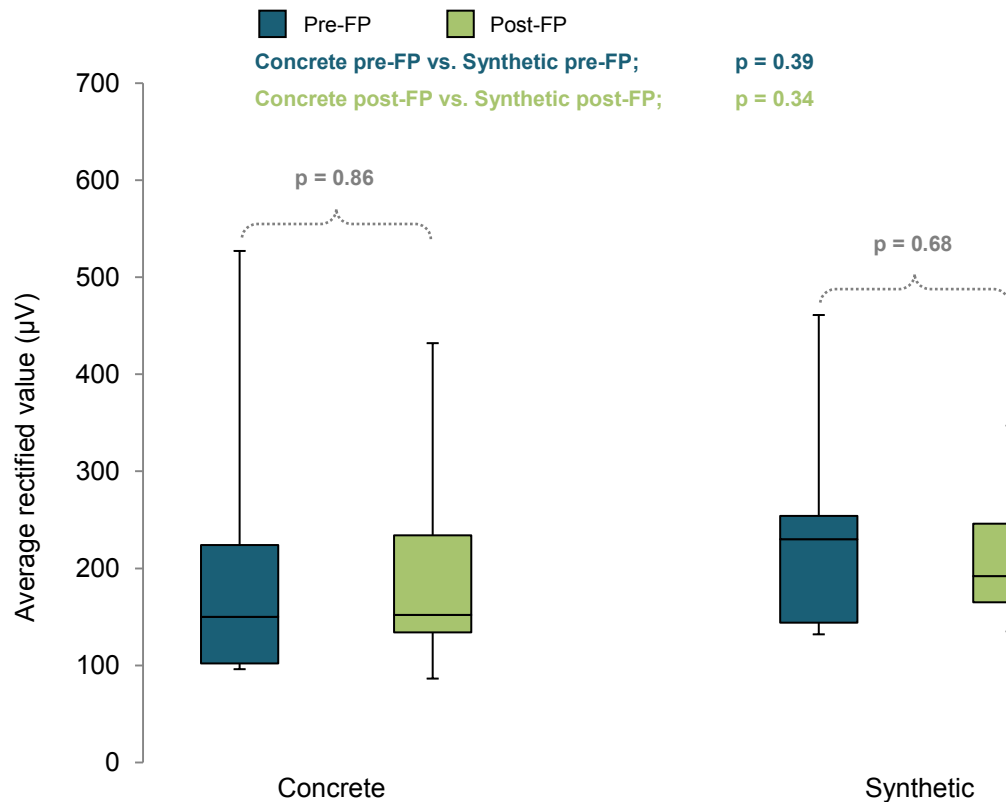 Pre-FP Post-FP
Concrete pre-FP vs. Synthetic pre-FP; p = 0.39
Concrete post-FP vs. Synthetic post-FP; p = 0.34
700
600
500
400
300
200
100
0
Average rectified value (µV)
p = 0.86
p = 0.68
Concrete Synthetic